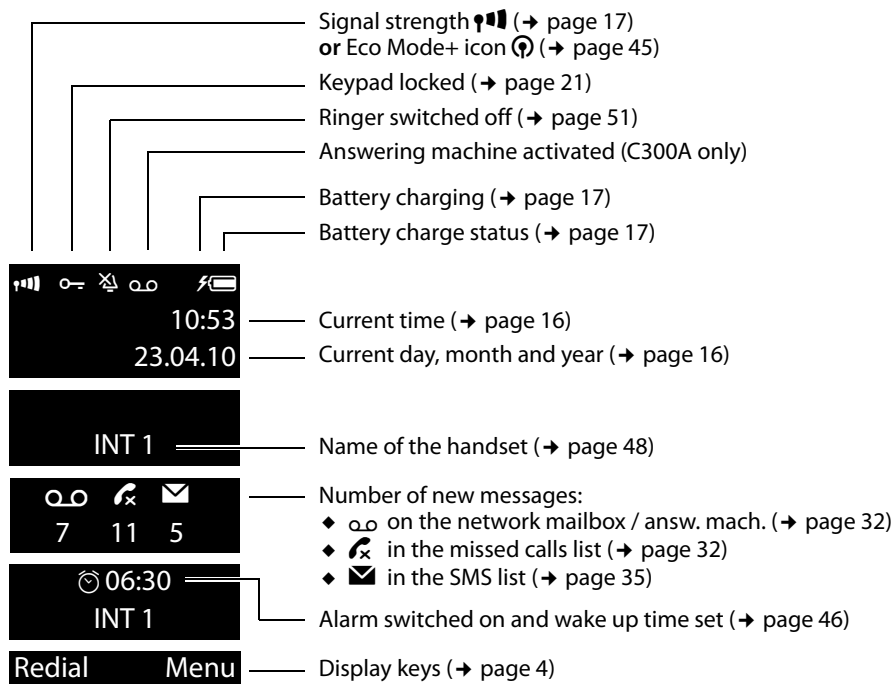 Signal strength (➔ page 17)
or Eco Mode+ icon (➔ page 45)
Keypad locked (➔ page 21)
Ringer switched off (➔ page 51)
Answering machine activated (C300A only)
Battery charging (➔ page 17)
Battery charge status (➔ page 17)
10:53
Current time (➔ page 16)
23.04.10
Current day, month and year (➔ page 16)
INT 1
Name of the handset (➔ page 48)
Number of new messages:
7 11 5
◆ on the network mailbox / answ. mach. (➔ page 32)
◆ in the missed calls list (➔ page 32)
◆ in the SMS list (➔ page 35)
06:30
INT 1
Alarm switched on and wake up time set (➔ page 46)
Redial Menu
Display keys (➔ page 4)